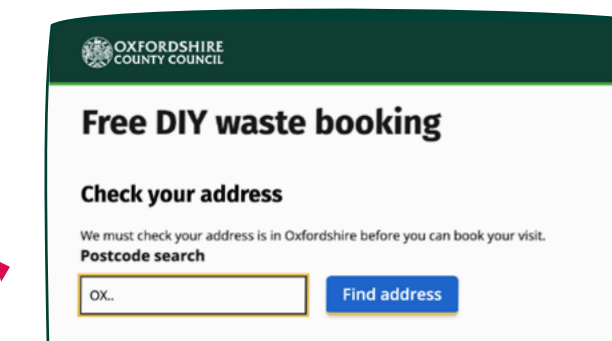 OXFORDSHIRE
COUNTY COUNCIL
Free DIY waste booking
Check your address
We must check your address is in Oxfordshire before you can book your visit.
Postcode search
OX..
Find address